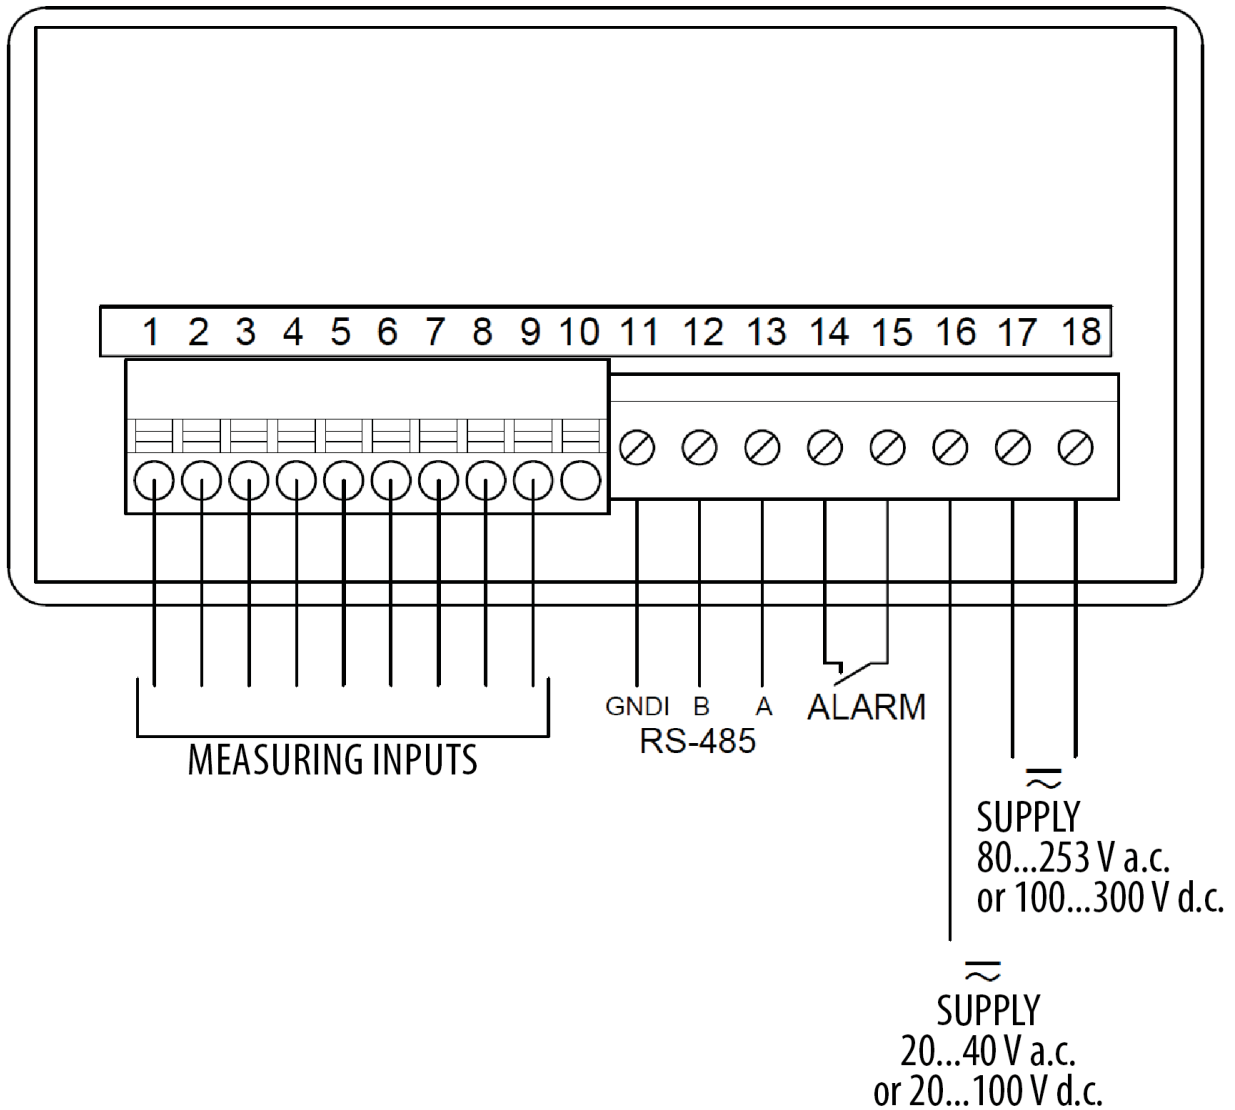 1 2 3 4 5 6 7 8 9 10 11 12 13 14 15 16 17 18
GNDI B A
RS-485
ALARM
MEASURING INPUTS
SUPPLY
80...253 V a.c.
or 100...300 V d.c.
SUPPLY
20...40 V a.c.
or 20...100 V d.c.